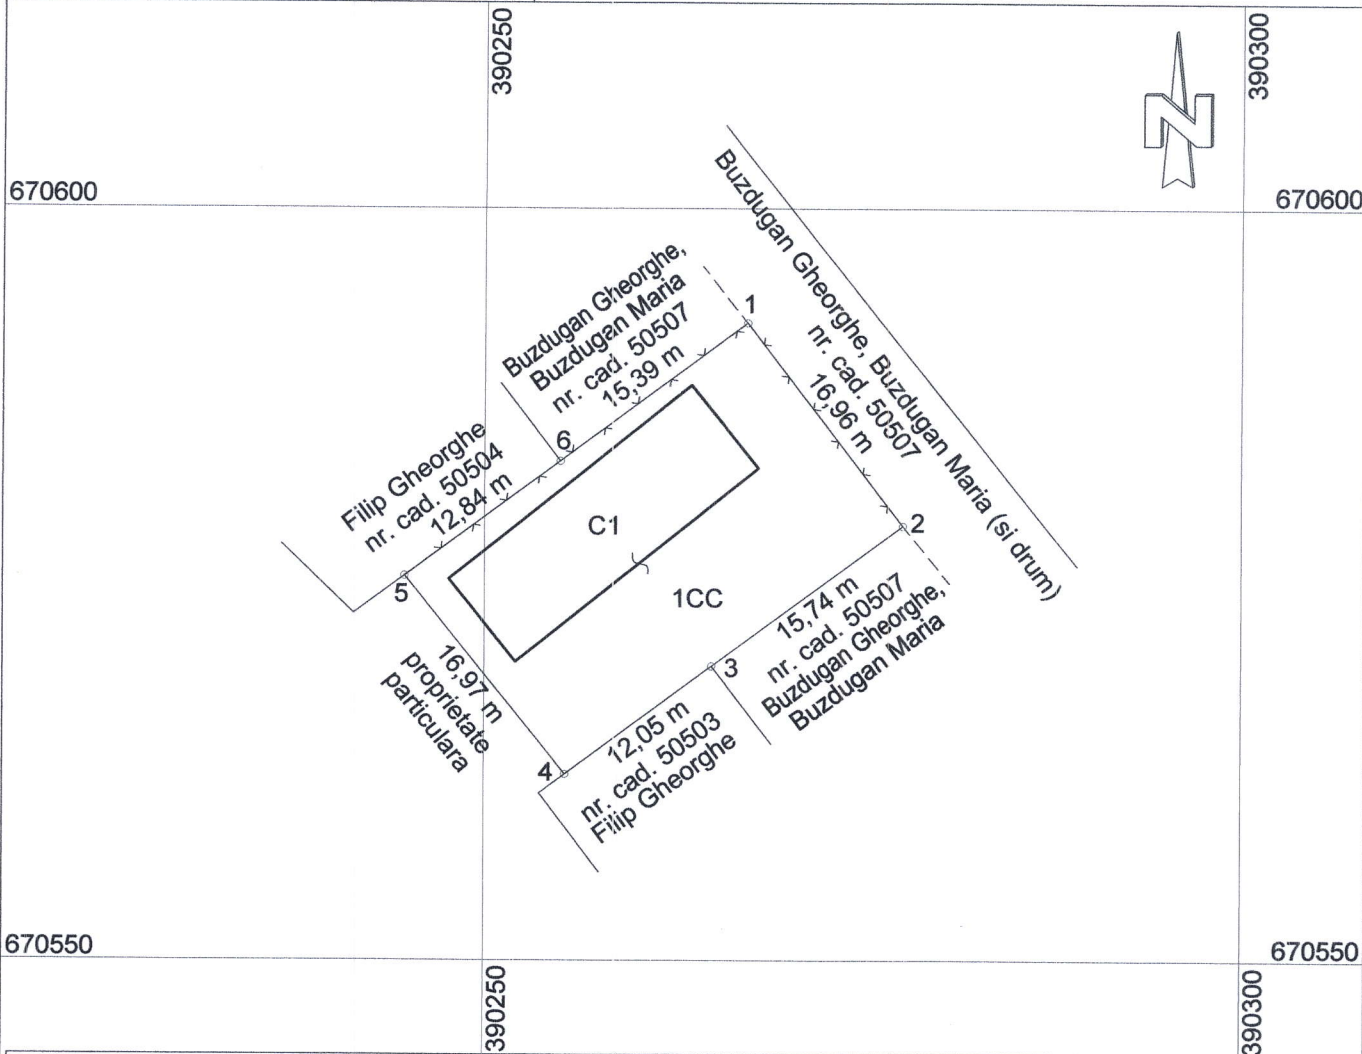 390250
390300
N
670600
670600
Buzdugan Gheorghe, Buzdugan Maria (si drum)
nr. cad. 50507
16,96 m
Buzdugan Gheorghe,
Buzdugan Maria
nr. cad. 50507
15,39 m
1
6
Filip Gheorghe
nr. cad. 50504
12,84 m
C1
2
5
1CC
15,74 m
nr. cad. 50507
Buzdugan Gheorghe,
Buzdugan Maria
3
16,97 m
proprietate
particulara
12,05 m
nr. cad. 50503
Filip Gheorghe
4
670550
670550
390250
390300